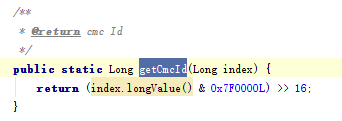 /**
 * @return cmc Id
 */
public static Long getCmcId(Long index) {
    return (index.longValue() & 0x7F0000L) >> 16;
}